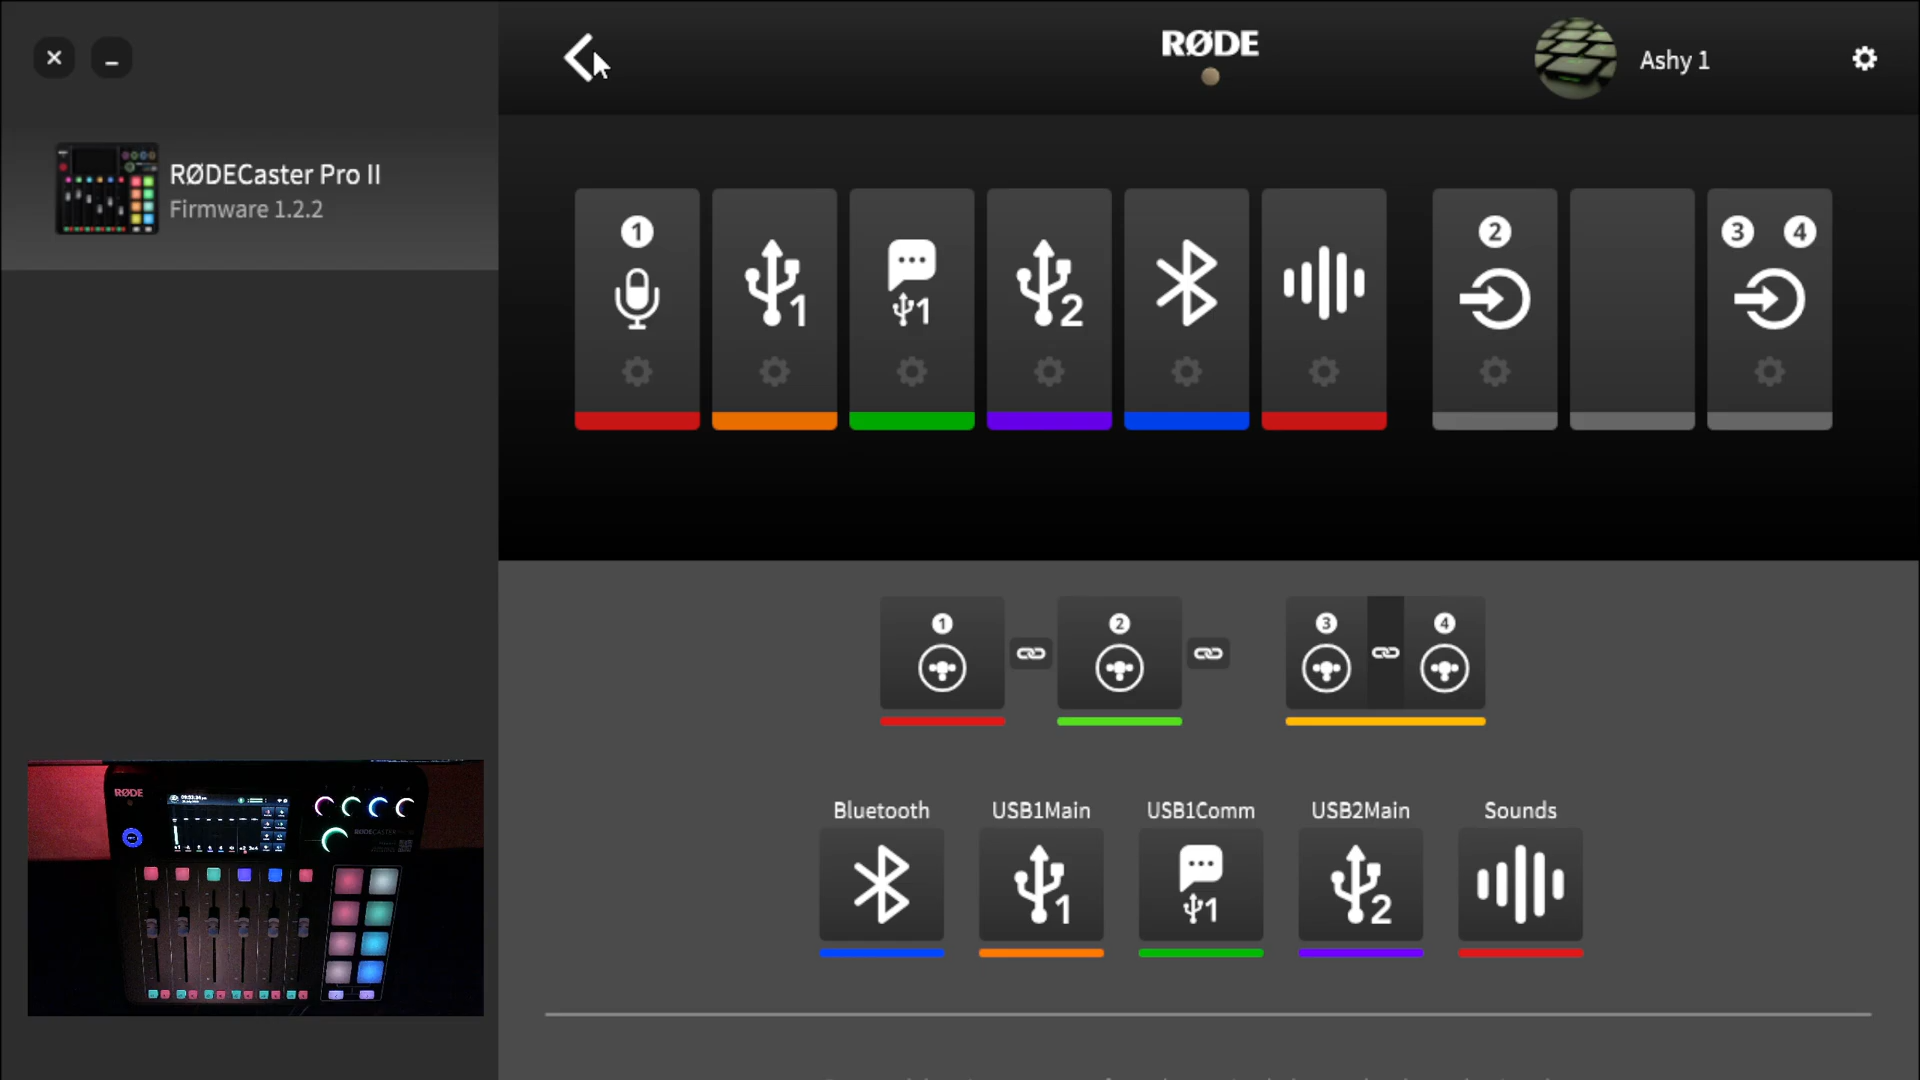 RØDE
Ashy 1
RØDECaster Pro II
Firmware 1.2.2
1
2
3 4
1
1
2
1
2
3
4
Bluetooth
USB1Main
USB1Comm
USB2Main
Sounds
1
1
2
RØDE